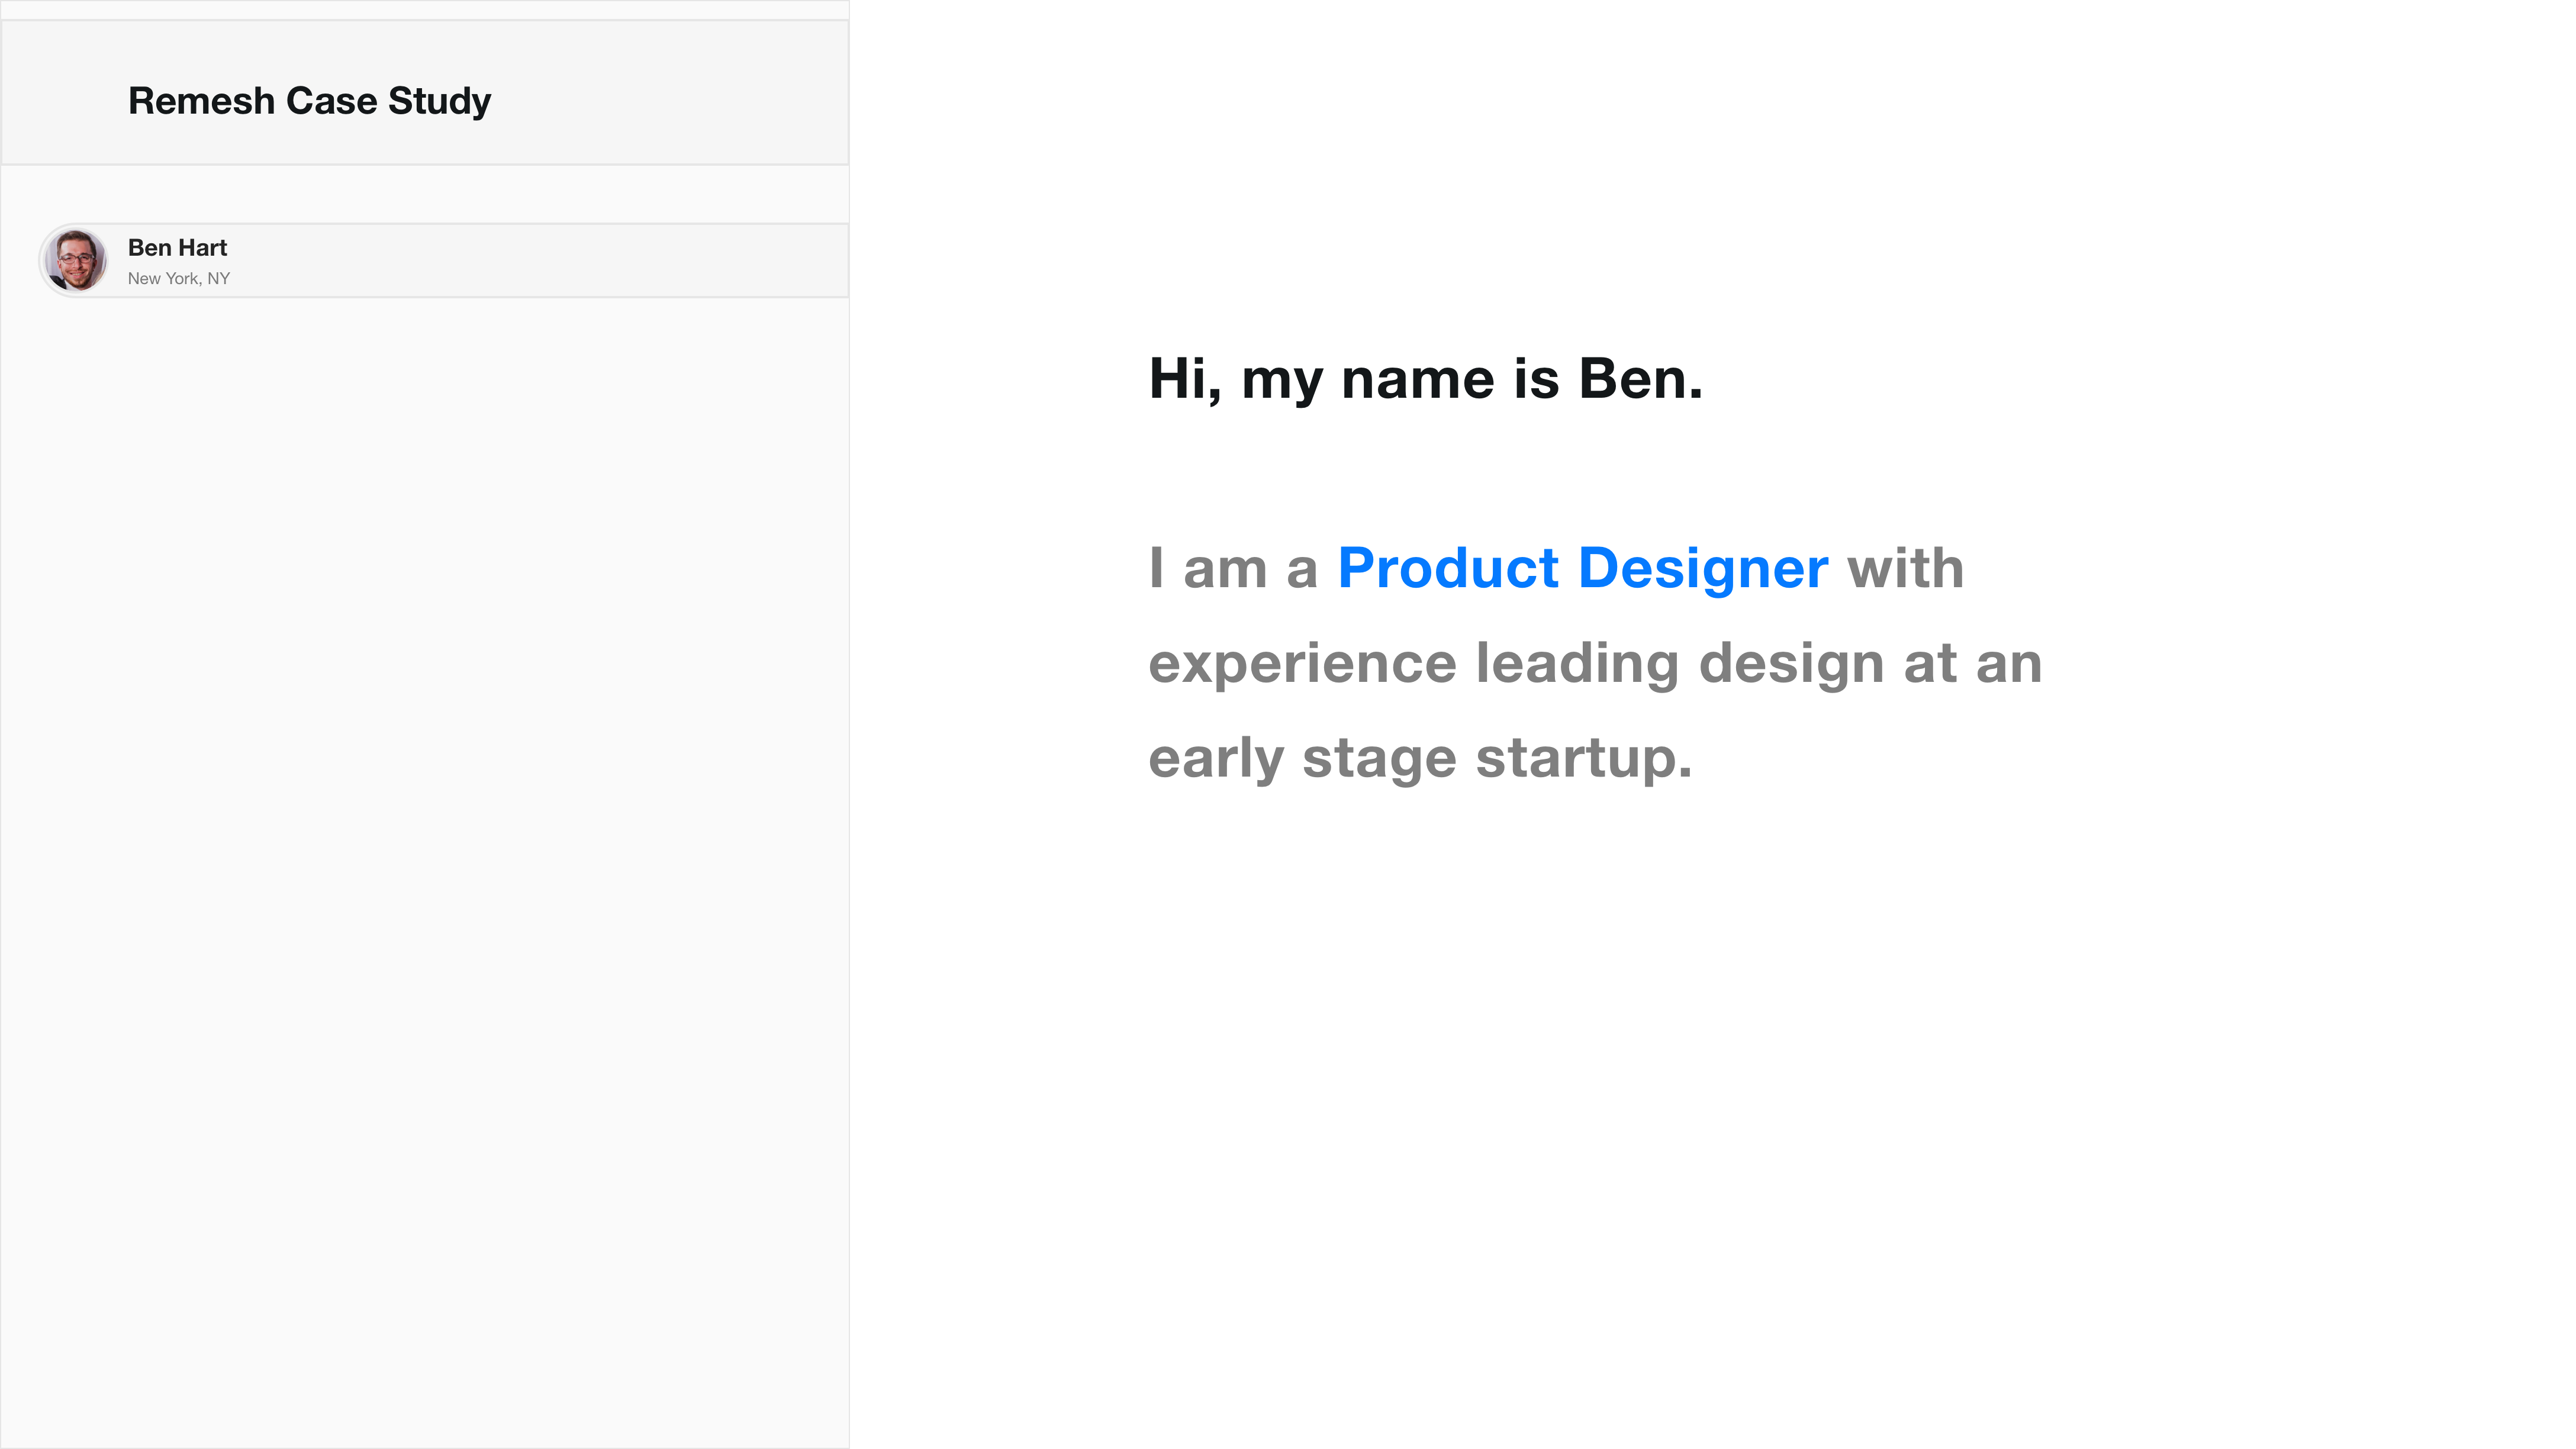 Remesh Case Study
Ben Hart
New York, NY
Hi, my name is Ben.
I am a Product Designer with
experience leading design at an
early stage startup.